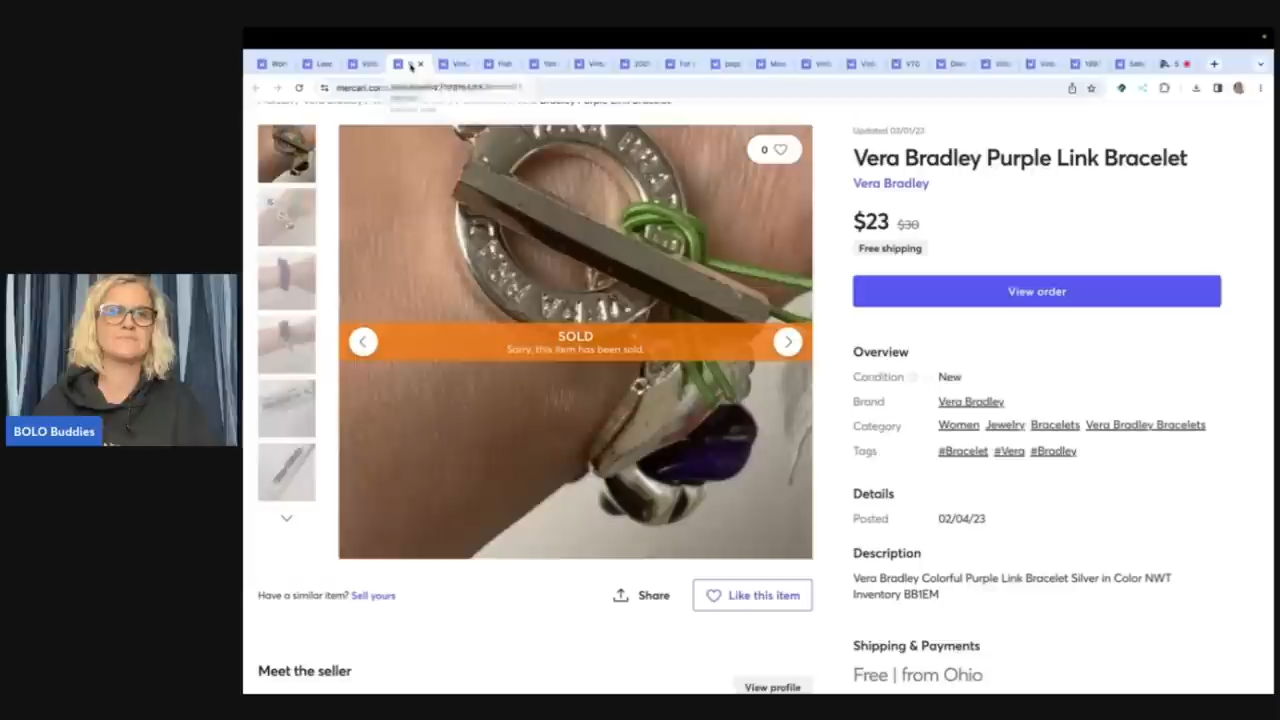 mercari.com
Updated 03/01/23
Vera Bradley Purple Link Bracelet
0
Vera Bradley
$23 $30
Free shipping
View order
SOLD
Sorry, this item has been sold.
Overview
Condition New
Brand Vera Bradley
Category Women Jewelry Bracelets Vera Bradley Bracelets
Tags #Bracelet #Vera #Bradley
BOLO Buddies
Details
Posted 02/04/23
Description
Vera Bradley Colorful Purple Link Bracelet Silver in Color NWT
Inventory BB1EM
Have a similar item? Sell yours
Share
Like this item
Shipping & Payments
Meet the seller
Free | from Ohio
View profile